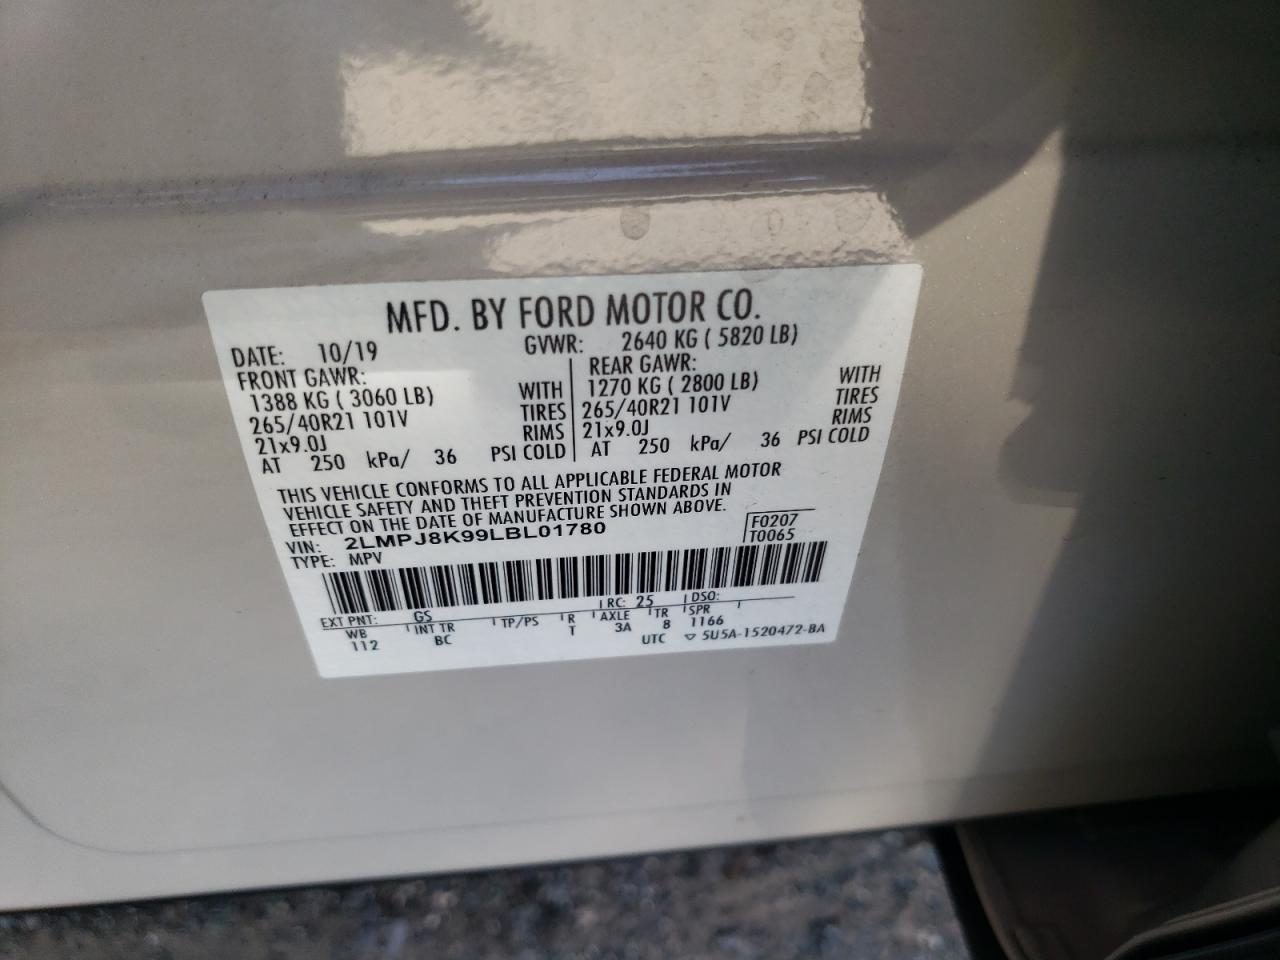 MFD. BY FORD MOTOR CO.
DATE: 10/19 GVWR: 2640 KG ( 5820 LB)
FRONT GAWR: REAR GAWR:
1388 KG ( 3060 LB) WITH 1270 KG ( 2800 LB) WITH
265/40R21 101V TIRES 265/40R21 101V TIRES
21x9.0J RIMS 21x9.0J RIMS
AT 250 kPa/ 36 PSI COLD AT 250 kPa/ 36 PSI COLD
THIS VEHICLE CONFORMS TO ALL APPLICABLE FEDERAL MOTOR
VEHICLE SAFETY AND THEFT PREVENTION STANDARDS IN
EFFECT ON THE DATE OF MANUFACTURE SHOWN ABOVE.
VIN: 2LMPJ8K99LBL01780 F0207
TYPE: MPV T0065
EXT PNT: GS RC: 25 DSO:
WB INT TR TP/PS R AXLE TR SPR
112 BC T 3A 8 1166
UTC ▽ 5U5A-1520472-BA